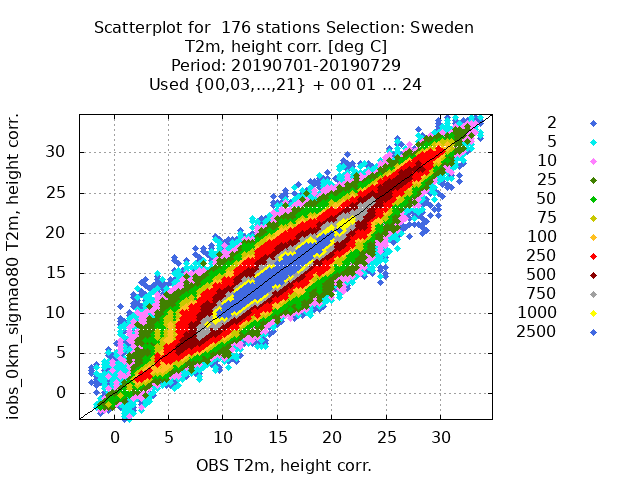 Scatterplot for  176 stations Selection: Sweden
T2m, height corr. [deg C]
Period: 20190701-20190729
Used {00,03,...,21} + 00 01 ... 24
iobs_0km_sigmao80 T2m, height corr.
30
25
20
15
10
5
0
0 5 10 15 20 25 30
OBS T2m, height corr.
2
5
10
25
50
75
100
250
500
750
1000
2500